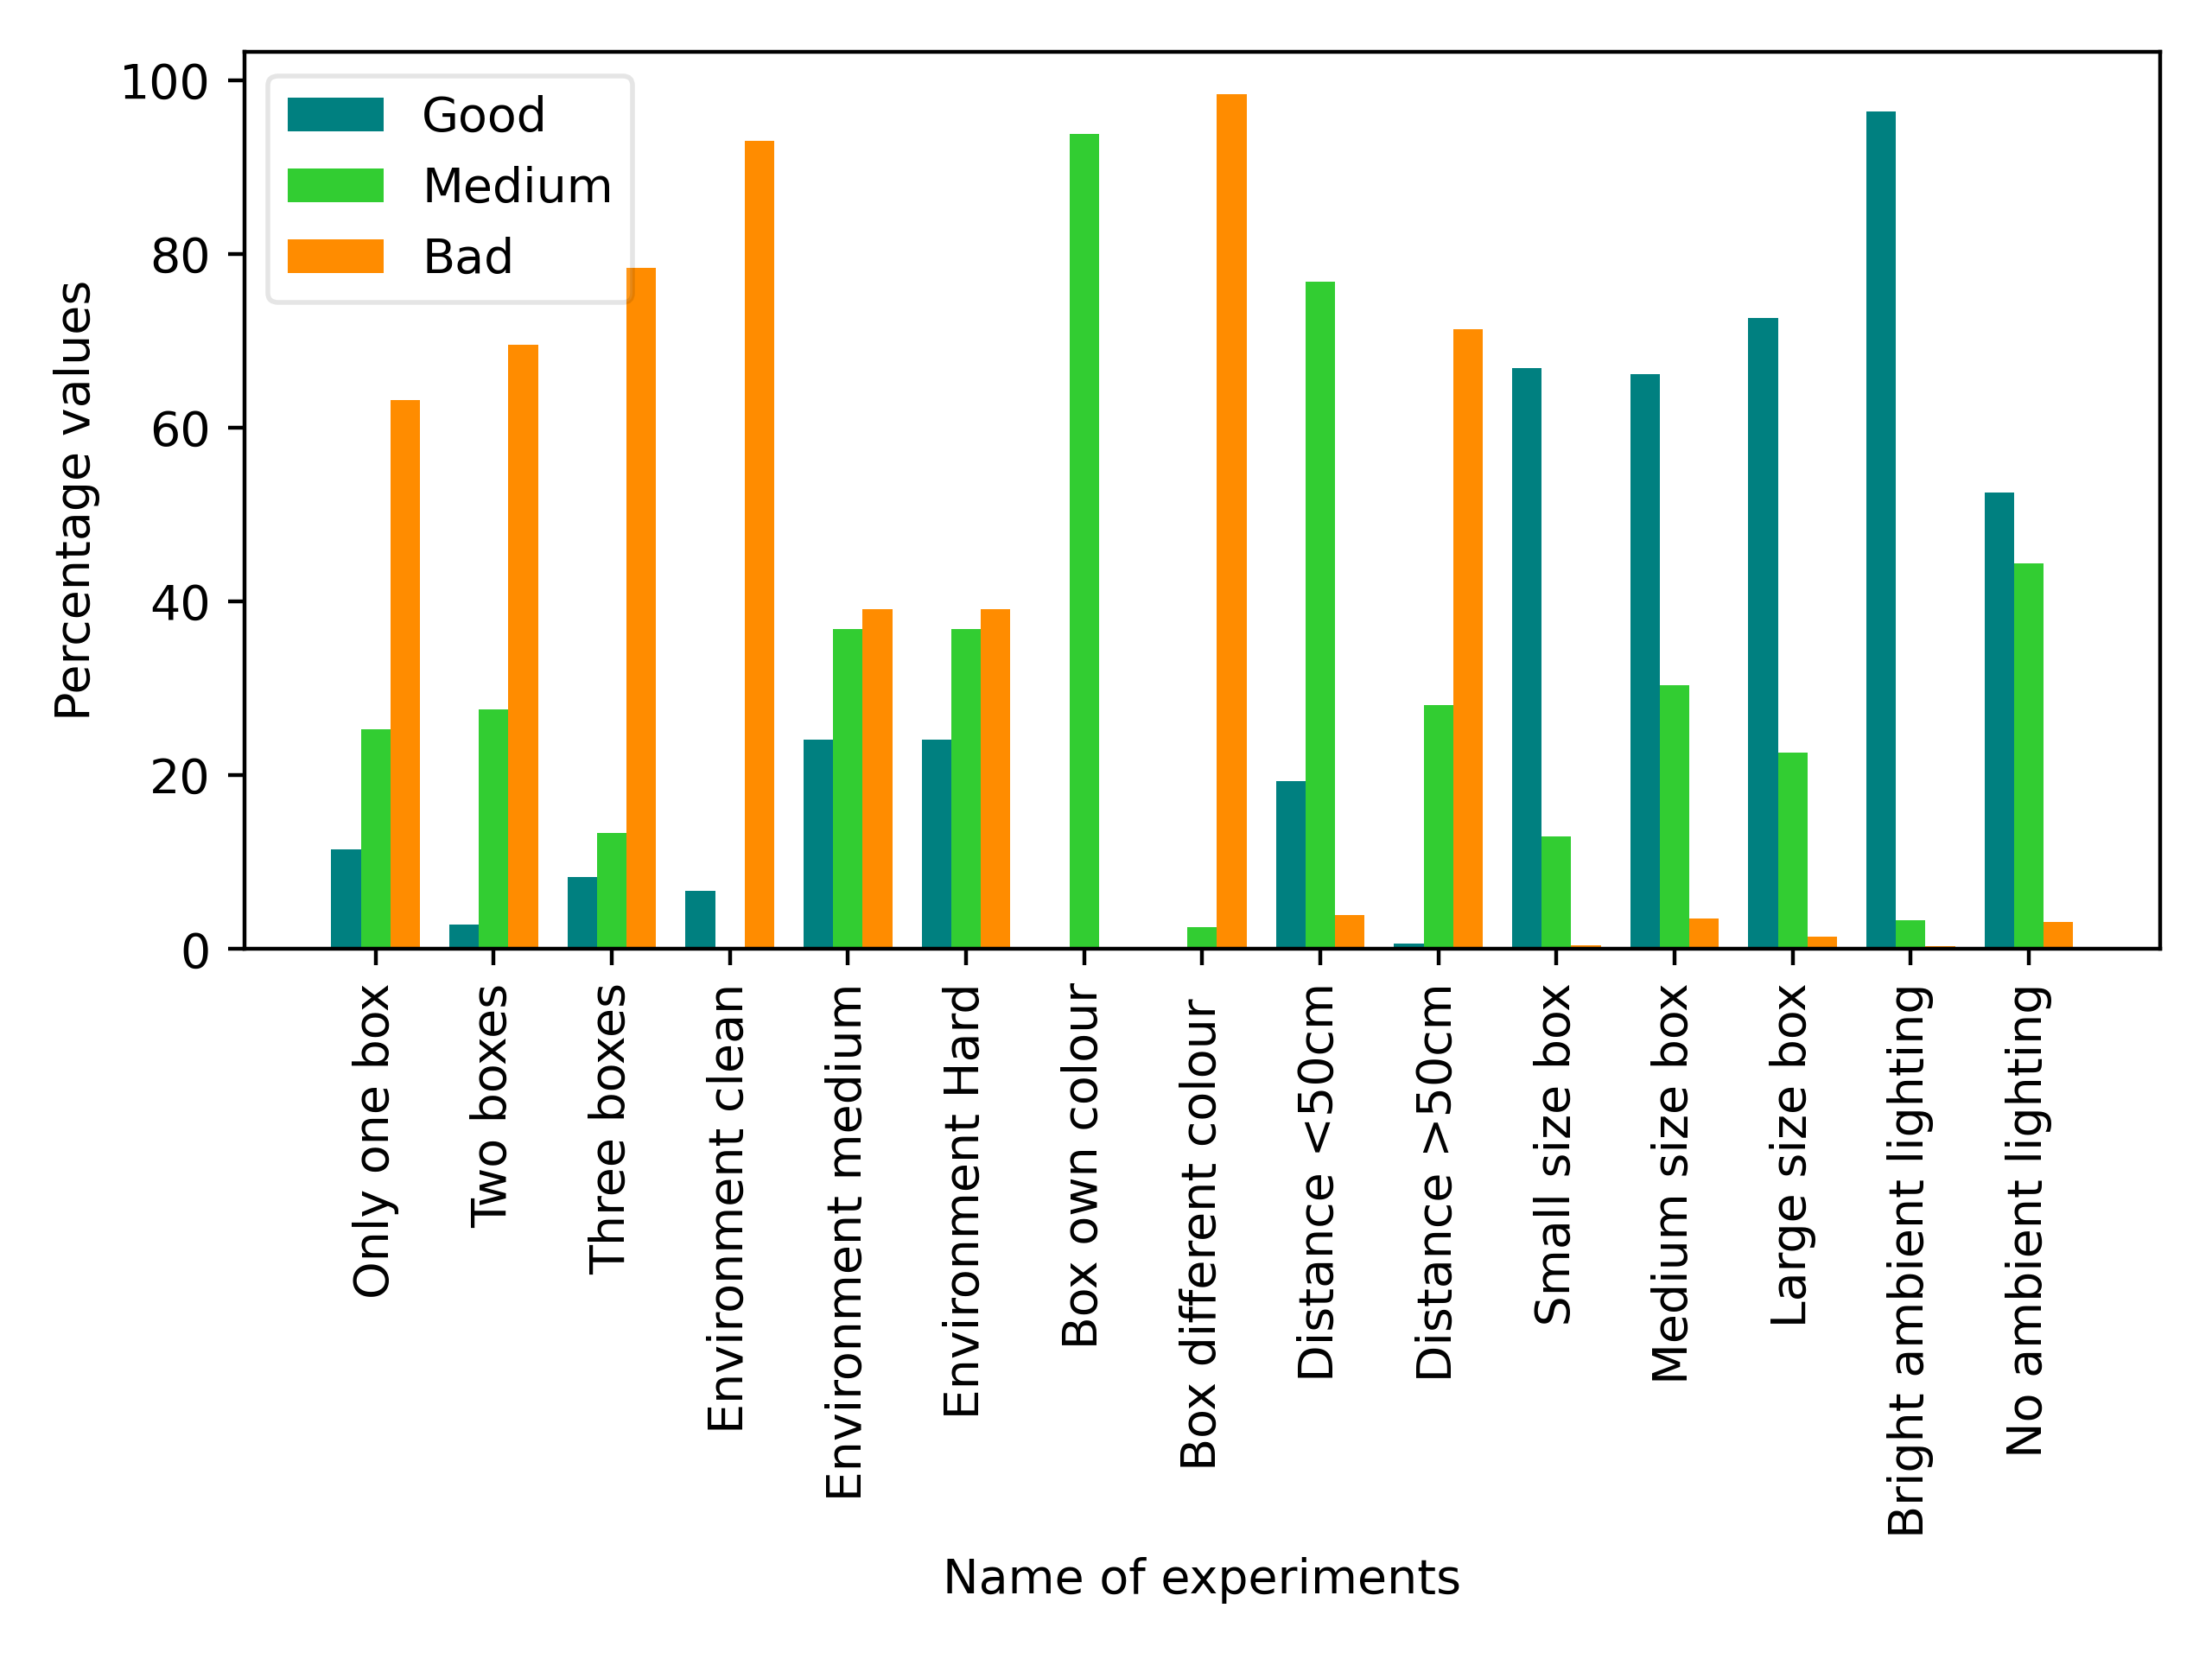 Percentage values
100
80
60
40
20
0
Good
Medium
Bad
Only one box
Two boxes
Three boxes
Environment clean
Environment medium
Environment Hard
Box own colour
Box different colour
Distance <50cm
Distance >50cm
Small size box
Medium size box
Large size box
Bright ambient lighting
No ambient lighting
Name of experiments